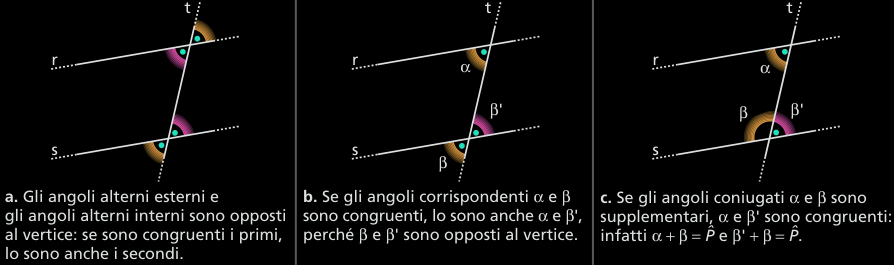 t
r
s
a. Gli angoli alterni esterni e
gli angoli alterni interni sono opposti
al vertice: se sono congruenti i primi,
lo sono anche i secondi.
t
r
α
β'
s
β
b. Se gli angoli corrispondenti α e β
sono congruenti, lo sono anche α e β',
perché β e β' sono opposti al vertice.
t
r
α
β
β'
s
c. Se gli angoli coniugati α e β sono
supplementari, α e β' sono congruenti:
infatti α + β = P̂ e β' + β = P̂.